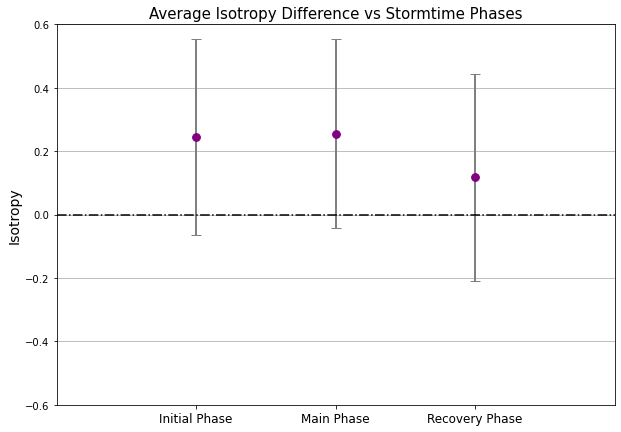 Average Isotropy Difference vs Stormtime Phases
0.6
0.4
0.2
0.0
−0.2
−0.4
−0.6
Isotropy
Initial Phase
Main Phase
Recovery Phase